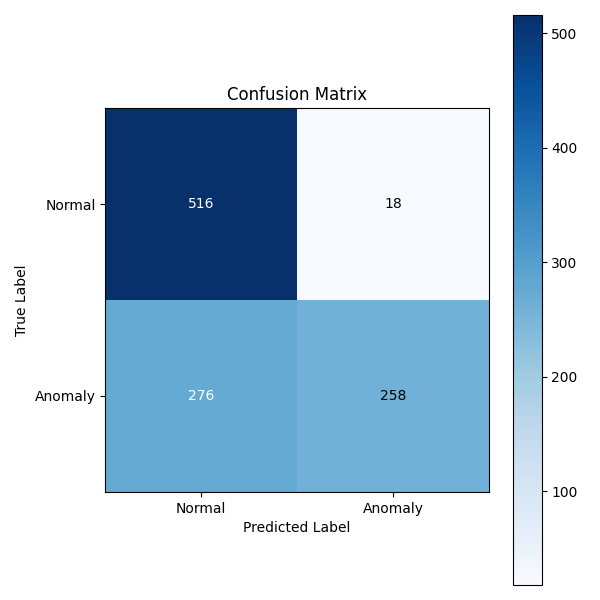 Confusion Matrix
500
400
300
200
100
True Label
Normal
516
18
Anomaly
276
258
Normal
Anomaly
Predicted Label